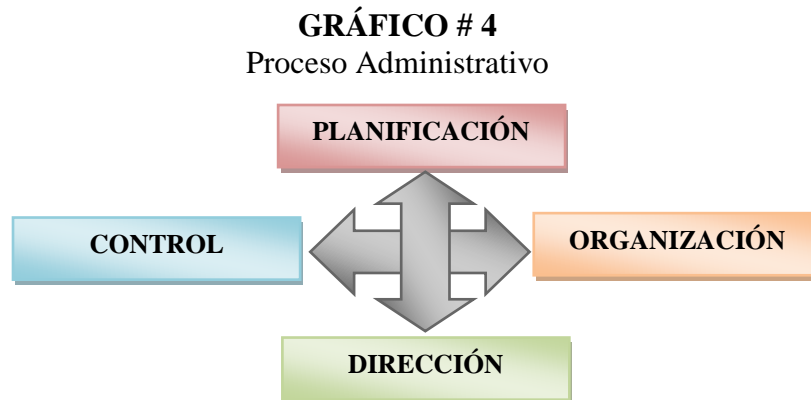 GRÁFICO # 4
Proceso Administrativo
PLANIFICACIÓN
CONTROL
ORGANIZACIÓN
DIRECCIÓN